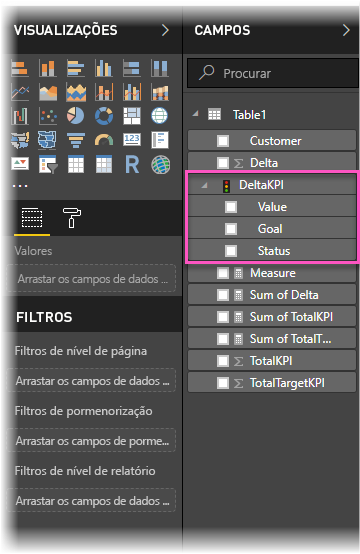 VISUALIZAÇÕES
R
...
Valores
Arrastar os campos de dados ...
FILTROS
Filtros de nível de página
Arrastar os campos de dados ...
Filtros de pormenorização
Arrastar os campos de porme...
Filtros de nível de relatório
Arrastar os campos de dados ...
CAMPOS
Procurar
Table1
Customer
Delta
DeltaKPI
Value
Goal
Status
Measure
Sum of Delta
Sum of TotalKPI
Sum of TotalT...
TotalKPI
TotalTargetKPI